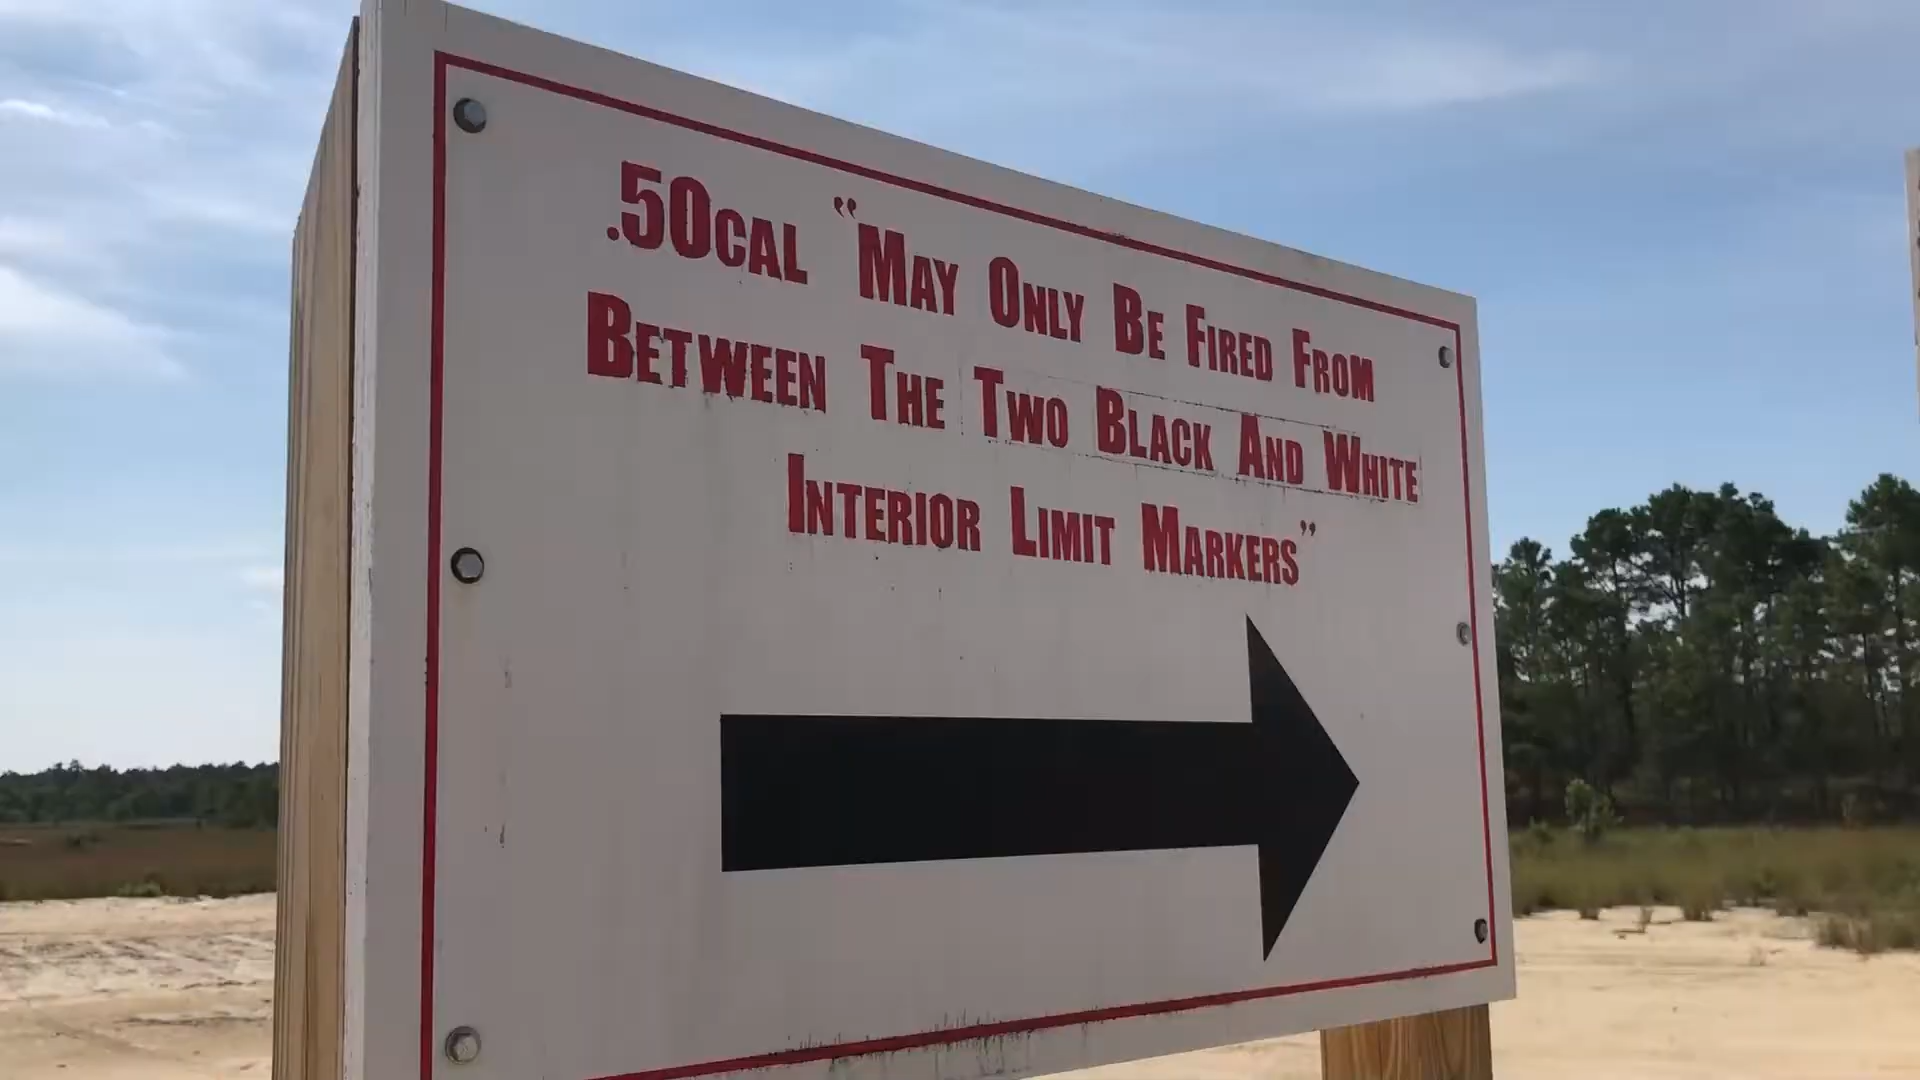 .50cal “May Only Be Fired From
Between The Two Black And White
Interior Limit Markers”